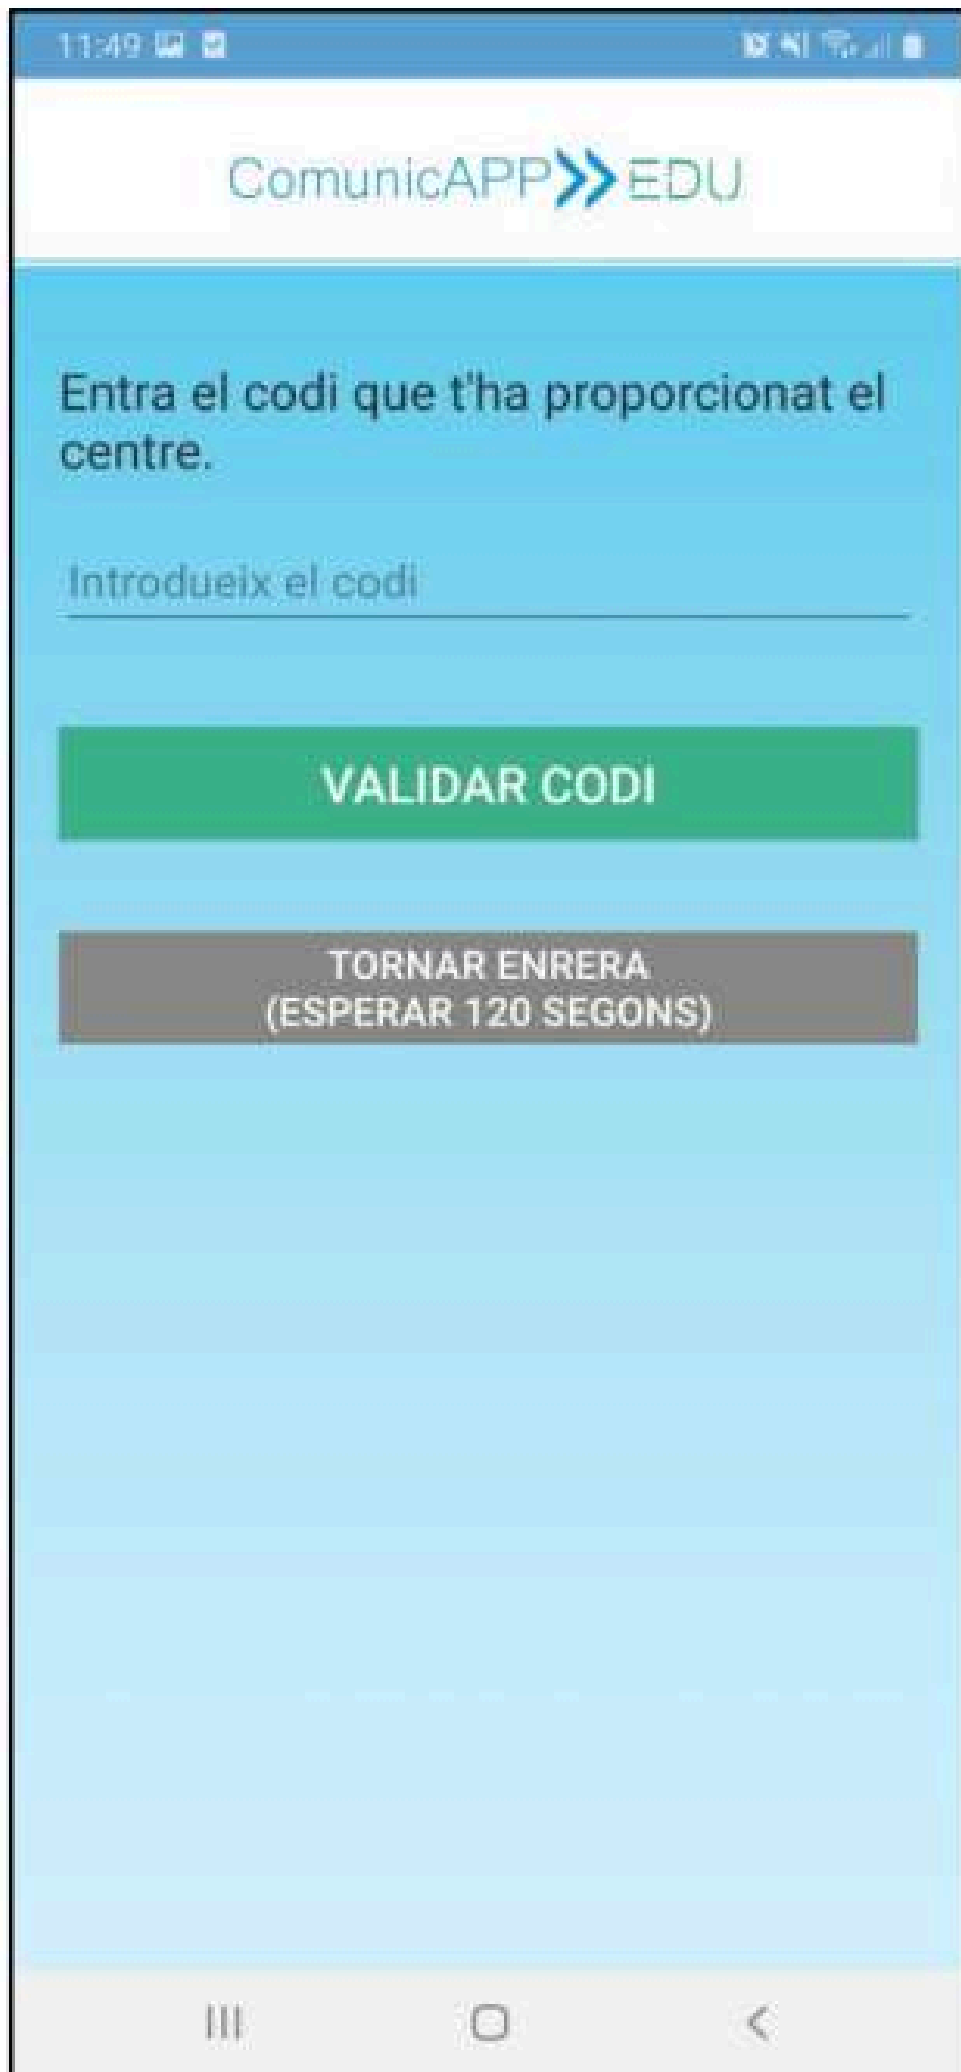 11:49
ComunicAPP EDU
Entra el codi que t'ha proporcionat el
centre.
Introdueix el codi
VALIDAR CODI
TORNAR ENRERA
(ESPERAR 120 SEGONS)